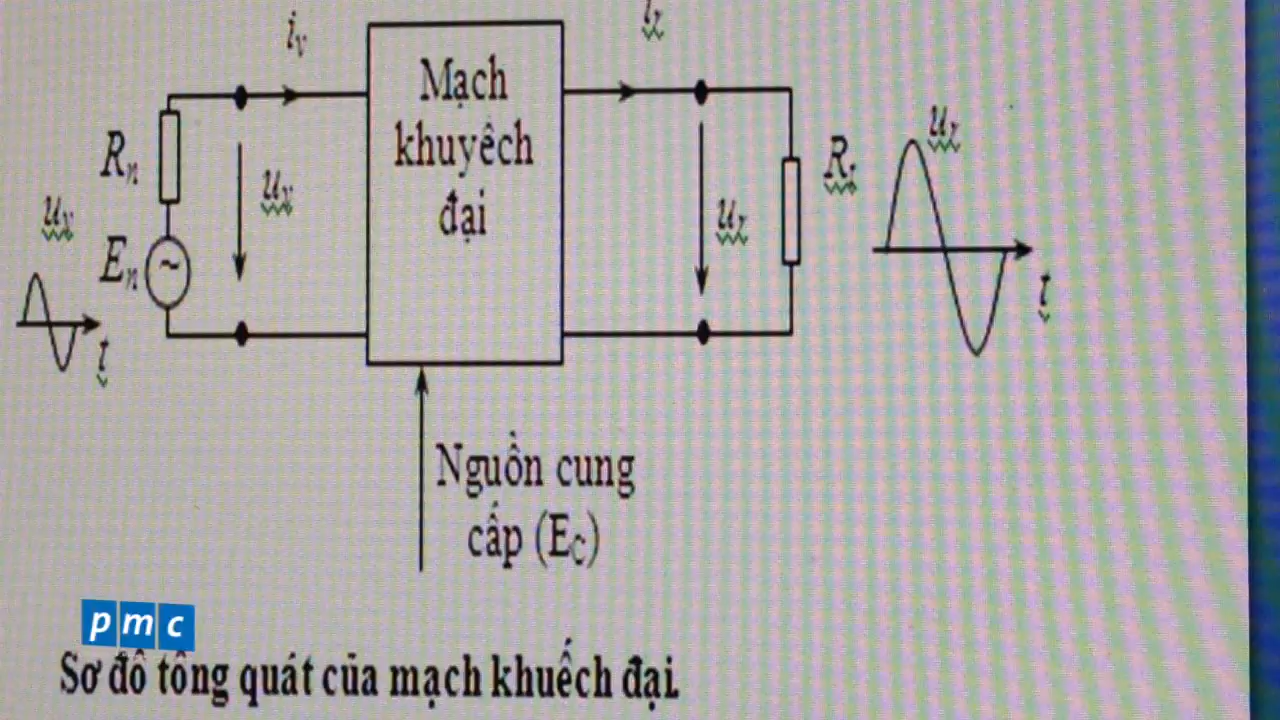 i_v
i_r
Mạch
khuyêch
đại
R_n
u_v
u_r
R_t
u_r
u_v
E_n
t
t
Nguồn cung
cấp (E_C)
pmc
Sơ đồ tổng quát của mạch khuếch đại.